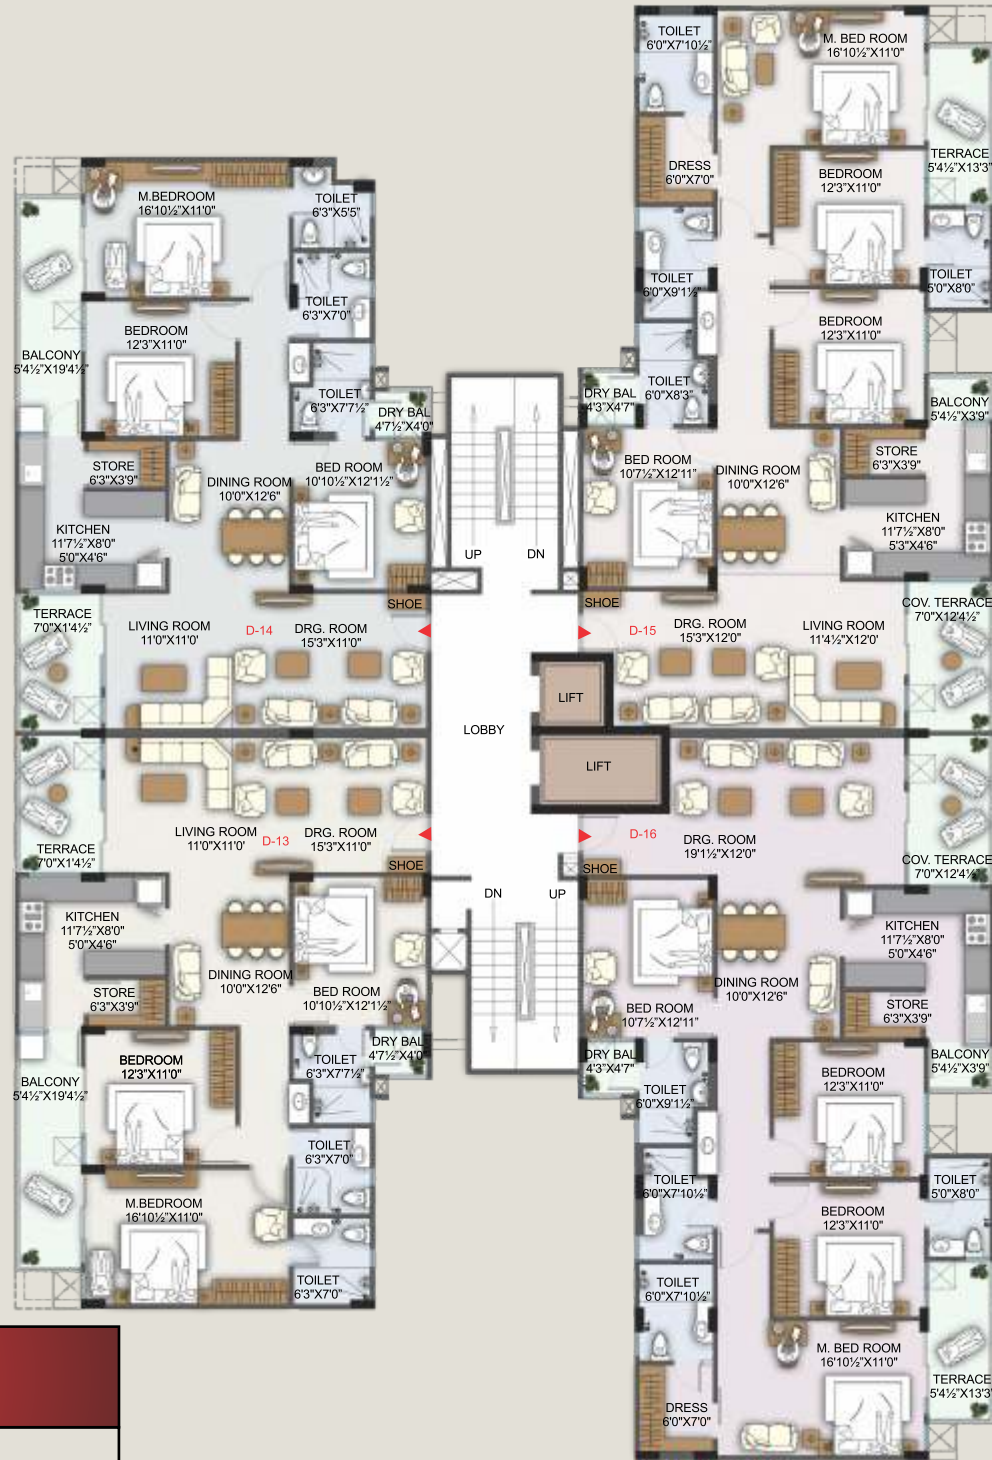 M.BEDROOM
16'10½"X11'0"
TOILET
6'3"X5'5"
TOILET
6'3"X7'0"
BEDROOM
12'3"X11'0"
BALCONY
5'4½"X19'4½"
TOILET
6'3"X7'7½"
DRY BAL
4'7½"X4'0"
STORE
6'3"X3'9"
DINING ROOM
10'0"X12'6"
BED ROOM
10'10½"X12'1½"
KITCHEN
11'7½"X8'0"
5'0"X4'6"
SHOE
TERRACE
7'0"X1'4½"
LIVING ROOM
11'0"X11'0'
D-14
DRG. ROOM
15'3"X11'0"
TOILET
6'0"X7'10½"
M. BED ROOM
16'10½"X11'0"
TERRACE
5'4½"X13'3"
DRESS
6'0"X7'0"
BEDROOM
12'3"X11'0"
TOILET
6'0"X9'1½"
TOILET
5'0"X8'0"
BEDROOM
12'3"X11'0"
DRY BAL
4'3"X4'7"
TOILET
6'0"X8'3"
BALCONY
5'4½"X3'9"
BED ROOM
10'7½"X12'11"
DINING ROOM
10'0"X12'6"
STORE
6'3"X3'9"
KITCHEN
11'7½"X8'0"
5'3"X4'6"
SHOE
D-15
DRG. ROOM
15'3"X12'0"
LIVING ROOM
11'4½"X12'0'
COV. TERRACE
7'0"X12'4½"
UP
DN
LIFT
LOBBY
LIFT
DN
UP
TERRACE
7'0"X1'4½"
LIVING ROOM
11'0"X11'0'
D-13
DRG. ROOM
15'3"X11'0"
SHOE
KITCHEN
11'7½"X8'0"
5'0"X4'6"
STORE
6'3"X3'9"
DINING ROOM
10'0"X12'6"
BED ROOM
10'10½"X12'1½"
DRY BAL
4'7½"X4'0"
BALCONY
5'4½"X19'4½"
BEDROOM
12'3"X11'0"
TOILET
6'3"X7'7½"
TOILET
6'3"X7'0"
M.BEDROOM
16'10½"X11'0"
TOILET
6'3"X7'0"
D-16
DRG. ROOM
19'1½"X12'0"
SHOE
COV. TERRACE
7'0"X12'4½"
KITCHEN
11'7½"X8'0"
5'0"X4'6"
DINING ROOM
10'0"X12'6"
STORE
6'3"X3'9"
BED ROOM
10'7½"X12'11"
DRY BAL
4'3"X4'7"
TOILET
6'0"X9'1½"
BALCONY
5'4½"X3'9"
BEDROOM
12'3"X11'0"
TOILET
6'0"X7'10½"
TOILET
5'0"X8'0"
BEDROOM
12'3"X11'0"
TOILET
6'0"X7'10½"
M. BED ROOM
16'10½"X11'0"
TERRACE
5'4½"X13'3"
DRESS
6'0"X7'0"